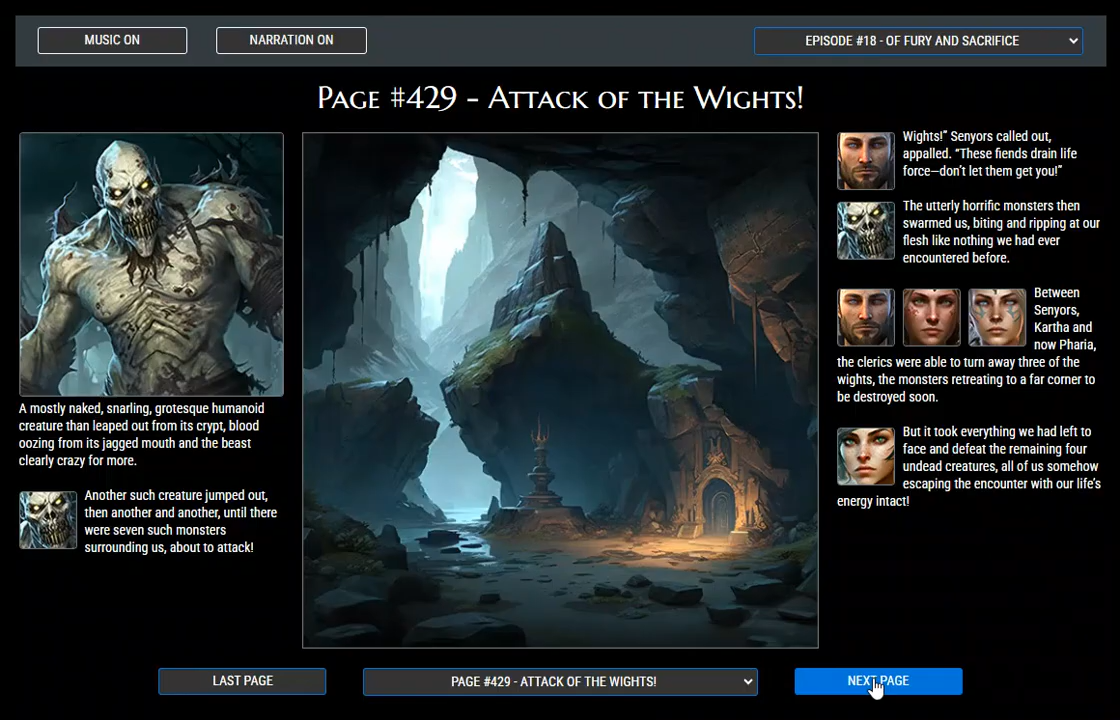 MUSIC ON
NARRATION ON
EPISODE #18 - OF FURY AND SACRIFICE
Page #429 - Attack of the Wights!
A mostly naked, snarling, grotesque humanoid
creature than leaped out from its crypt, blood
oozing from its jagged mouth and the beast
clearly crazy for more.
Another such creature jumped out,
then another and another, until there
were seven such monsters
surrounding us, about to attack!
Wights!” Senyors called out,
appalled. “These fiends drain life
force—don’t let them get you!”
The utterly horrific monsters then
swarmed us, biting and ripping at our
flesh like nothing we had ever
encountered before.
Between
Senyors,
Kartha and
now Pharia,
the clerics were able to turn away three of the
wights, the monsters retreating to a far corner to
be destroyed soon.
But it took everything we had left to
face and defeat the remaining four
undead creatures, all of us somehow
escaping the encounter with our life’s
energy intact!
LAST PAGE
PAGE #429 - ATTACK OF THE WIGHTS!
NEXT PAGE